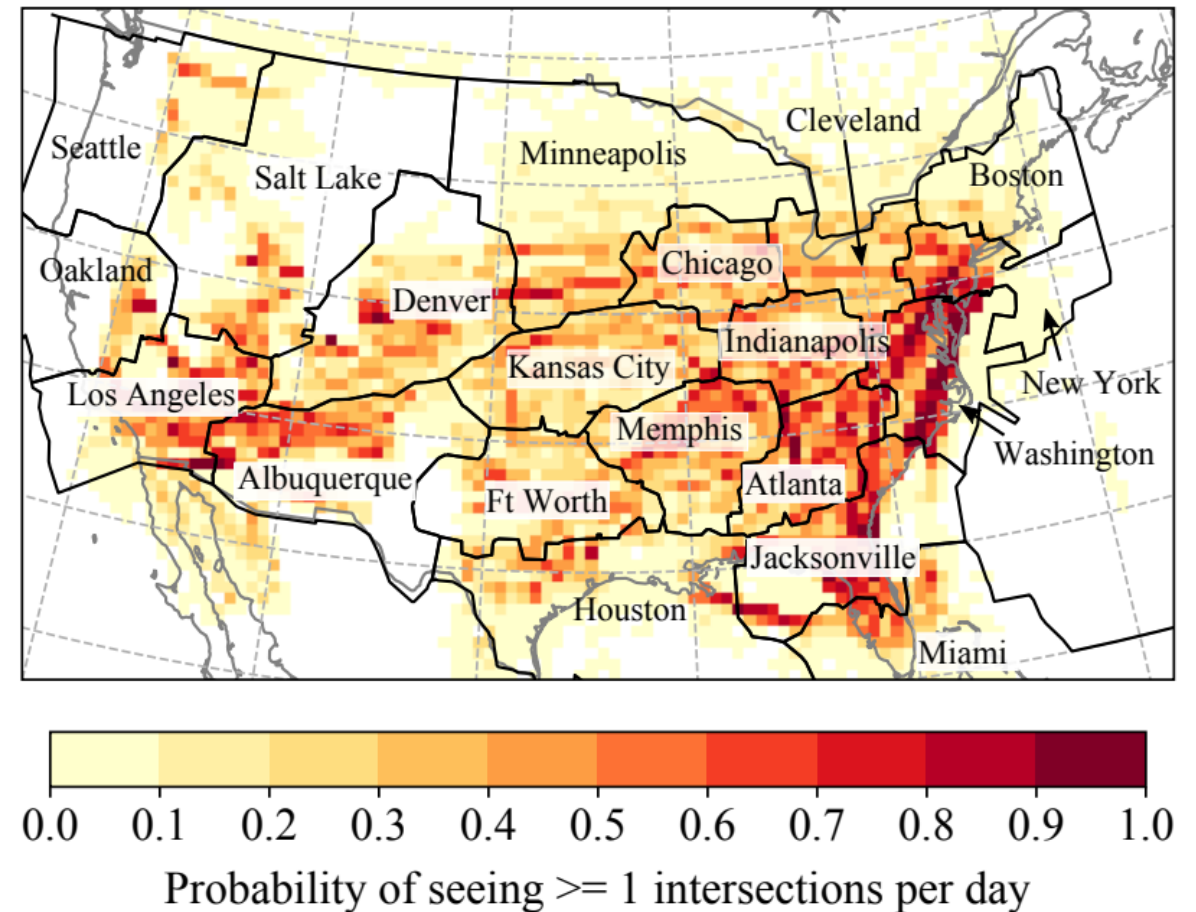 Cleveland
Seattle
Minneapolis
Salt Lake
Boston
Oakland
Chicago
Denver
Indianapolis
Kansas City
New York
Los Angeles
Memphis
Washington
Albuquerque
Atlanta
Ft Worth
Jacksonville
Houston
Miami
0.0 0.1 0.2 0.3 0.4 0.5 0.6 0.7 0.8 0.9 1.0
Probability of seeing >= 1 intersections per day